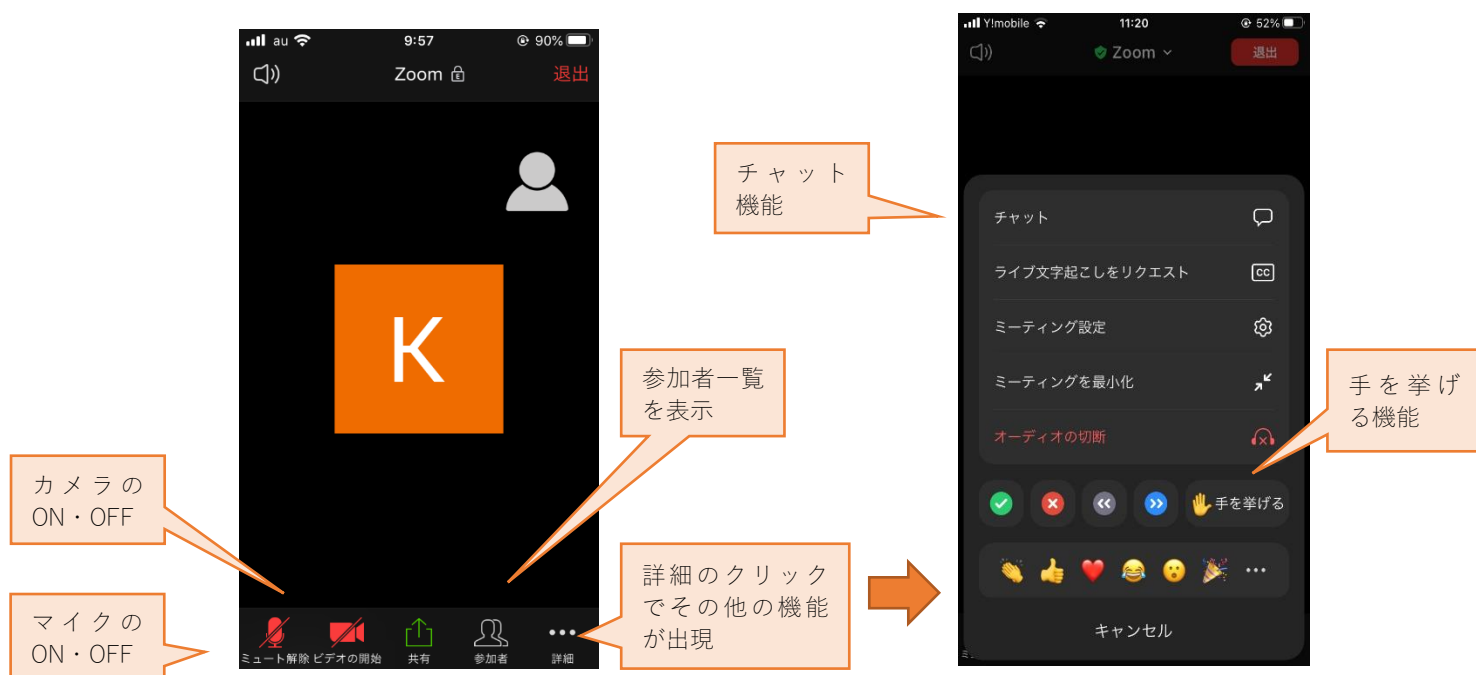 au
9:57
90%
Zoom
退出
K
ミュート解除
ビデオの開始
共有
参加者
詳細
カメラの
ON・OFF
マイクの
ON・OFF
参加者一覧
を表示
詳細のクリック
でその他の機能
が出現
チャット
機能
Y!mobile
11:20
52%
Zoom
退出
チャット
ライブ文字起こしをリクエスト
CC
ミーティング設定
ミーティングを最小化
オーディオの切断
手を挙げる
キャンセル
手を挙げ
る機能